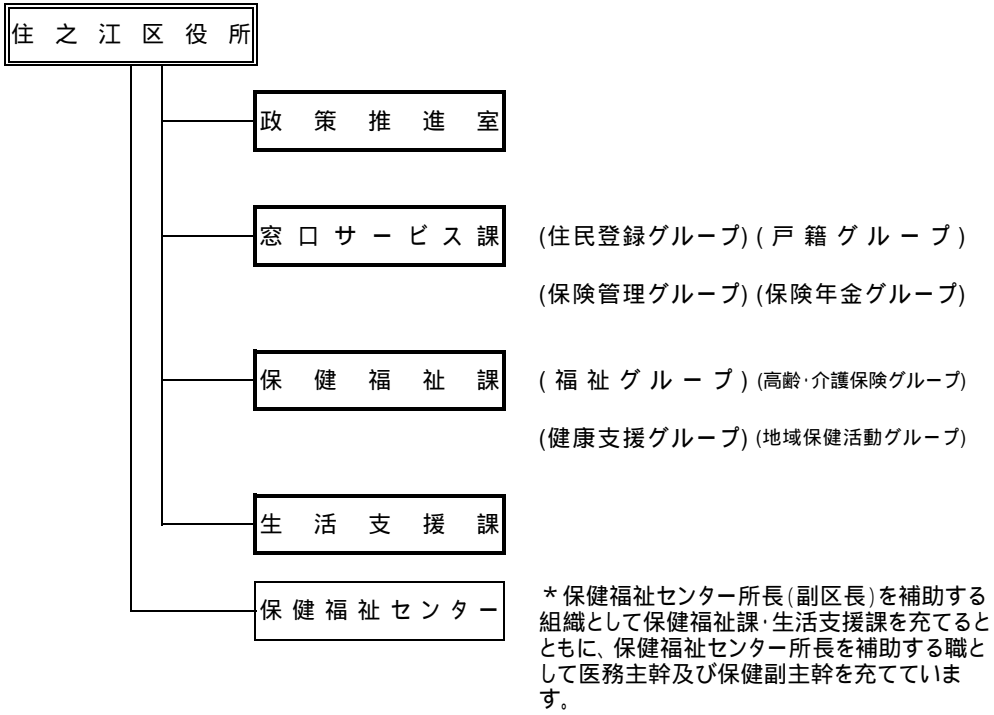 住之江区役所
政策推進室
窓口サービス課 (住民登録グループ) (戸籍グループ)
(保険管理グループ) (保険年金グループ)
保健福祉課 (福祉グループ) (高齢･介護保険グループ)
(健康支援グループ) (地域保健活動グループ)
生活支援課
保健福祉センター
＊保健福祉センター所長(副区長)を補助する
組織として保健福祉課･生活支援課を充てると
ともに、保健福祉センター所長を補助する職と
して医務主幹及び保健副主幹を充てていま
す。